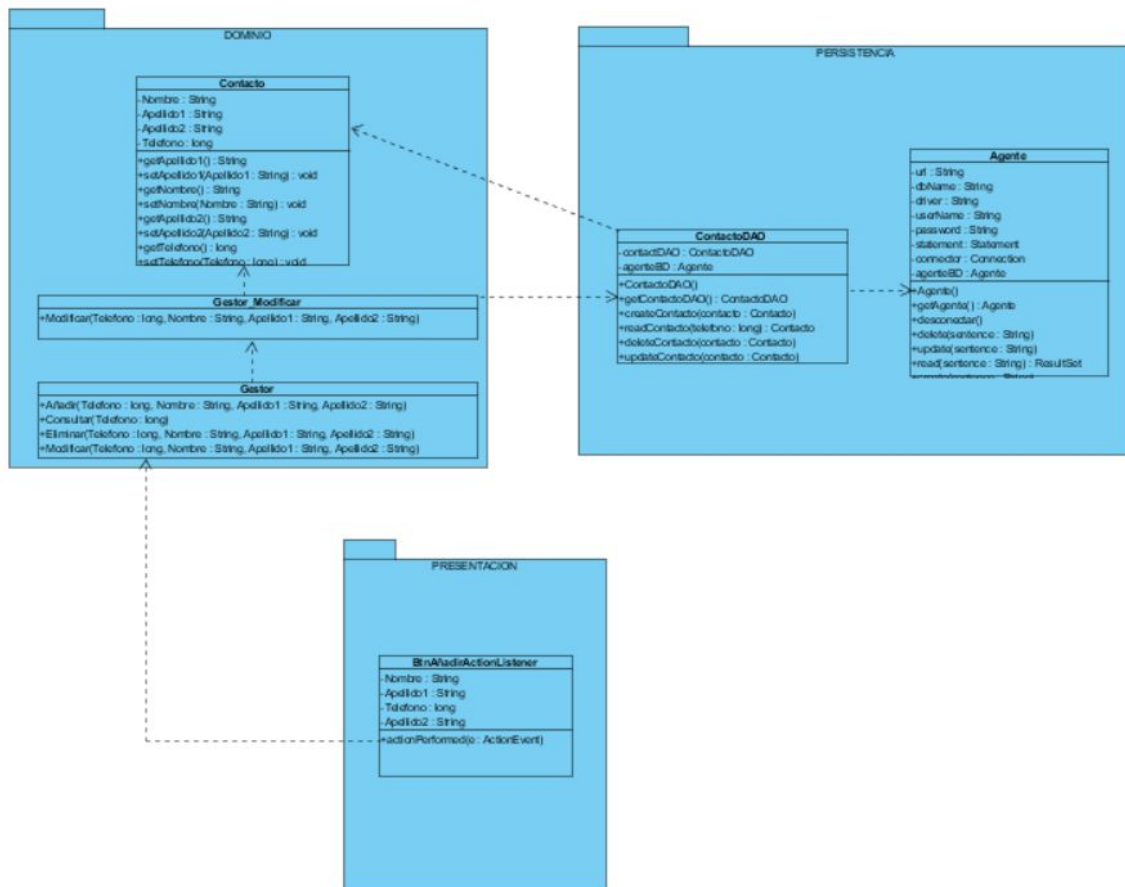 DOMINIO
Contacto
-Nombre : String
-Apellido1 : String
-Apellido2 : String
-Telefono : long
+getApellido1() : String
+setApellido1(Apellido1 : String) : void
+getNombre() : String
+setNombre(Nombre : String) : void
+getApellido2() : String
+setApellido2(Apellido2 : String) : void
+getTelefono() : long
+setTelefono(Telefono : long) : void
Gestor_Modificar
+Modificar(Telefono : long, Nombre : String, Apellido1 : String, Apellido2 : String)
Gestor
+Añadir(Telefono : long, Nombre : String, Apellido1 : String, Apellido2 : String)
+Consultar(Telefono : long)
+Eliminar(Telefono : long, Nombre : String, Apellido1 : String, Apellido2 : String)
+Modificar(Telefono : long, Nombre : String, Apellido1 : String, Apellido2 : String)
PERSISTENCIA
ContactoDAO
-contactDAO : ContactoDAO
-agenteBD : Agente
+ContactoDAO()
+getContactoDAO() : ContactoDAO
+createContacto(contacto : Contacto)
+readContacto(telefono : long) : Contacto
+deleteContacto(contacto : Contacto)
+updateContacto(contacto : Contacto)
Agente
-url : String
-dbName : String
-driver : String
-userName : String
-password : String
-statement : Statement
-connector : Connection
-agenteBD : Agente
+Agente()
+getAgente() : Agente
+desconectar()
+delete(sentence : String)
+update(sentence : String)
+read(sentence : String) : ResultSet
PRESENTACION
BtnAñadirActionListener
-Nombre : String
-Apellido1 : String
-Telefono : long
-Apellido2 : String
+actionPerformed(e : ActionEvent)